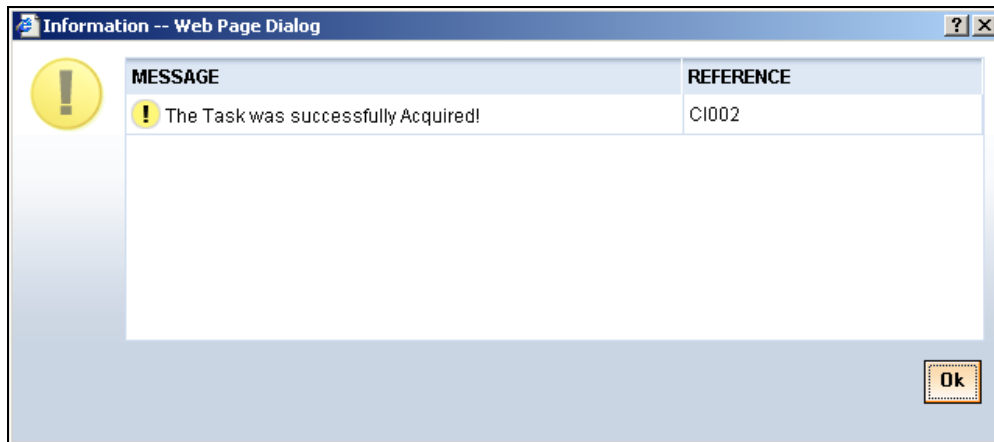 Information -- Web Page Dialog
MESSAGE REFERENCE
The Task was successfully Acquired! CI002
Ok